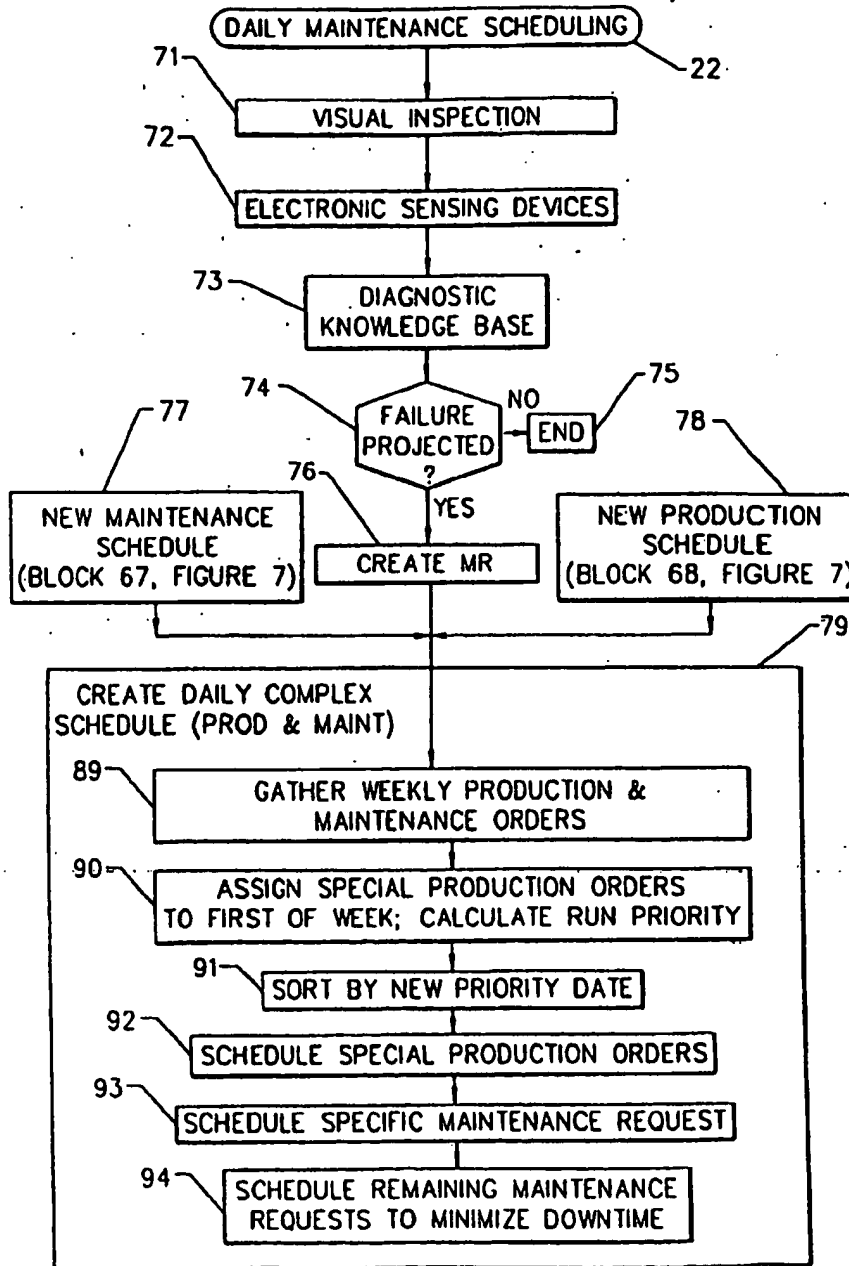 DAILY MAINTENANCE SCHEDULING
22
71
VISUAL INSPECTION
72
ELECTRONIC SENSING DEVICES
73
DIAGNOSTIC
KNOWLEDGE BASE
74
FAILURE
PROJECTED
?
NO
75
END
YES
76
CREATE MR
77
NEW MAINTENANCE
SCHEDULE
(BLOCK 67, FIGURE 7)
78
NEW PRODUCTION
SCHEDULE
(BLOCK 68, FIGURE 7)
79
CREATE DAILY COMPLEX
SCHEDULE (PROD & MAINT)
89
GATHER WEEKLY PRODUCTION &
MAINTENANCE ORDERS
90
ASSIGN SPECIAL PRODUCTION ORDERS
TO FIRST OF WEEK; CALCULATE RUN PRIORITY
91
SORT BY NEW PRIORITY DATE
92
SCHEDULE SPECIAL PRODUCTION ORDERS
93
SCHEDULE SPECIFIC MAINTENANCE REQUEST
94
SCHEDULE REMAINING MAINTENANCE
REQUESTS TO MINIMIZE DOWNTIME